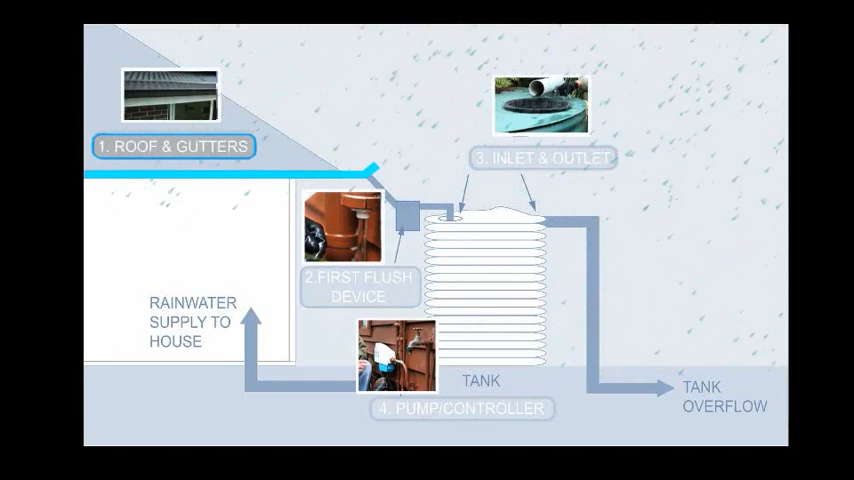 1. ROOF & GUTTERS
3. INLET & OUTLET
2.FIRST FLUSH
DEVICE
RAINWATER
SUPPLY TO
HOUSE
TANK
4. PUMP/CONTROLLER
TANK
OVERFLOW